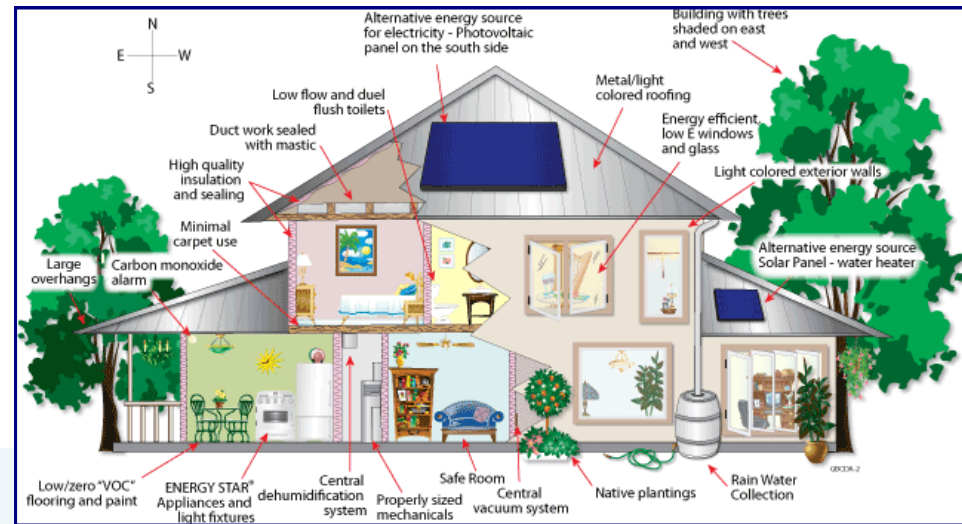 N
E
W
S
Alternative energy source
for electricity - Photovoltaic
panel on the south side
Building with trees
shaded on east
and west
Low flow and duel
flush toilets
Metal/light
colored roofing
Duct work sealed
with mastic
Energy efficient,
low E windows
and glass
High quality
insulation
and sealing
Light colored exterior walls
Minimal
carpet use
Large
overhangs
Carbon monoxide
alarm
Alternative energy source
Solar Panel - water heater
Low/zero "VOC"
flooring and paint
ENERGY STAR®
Appliances and
light fixtures
Central
dehumidification
system
Properly sized
mechanicals
Safe Room
Central
vacuum system
Native plantings
Rain Water
Collection